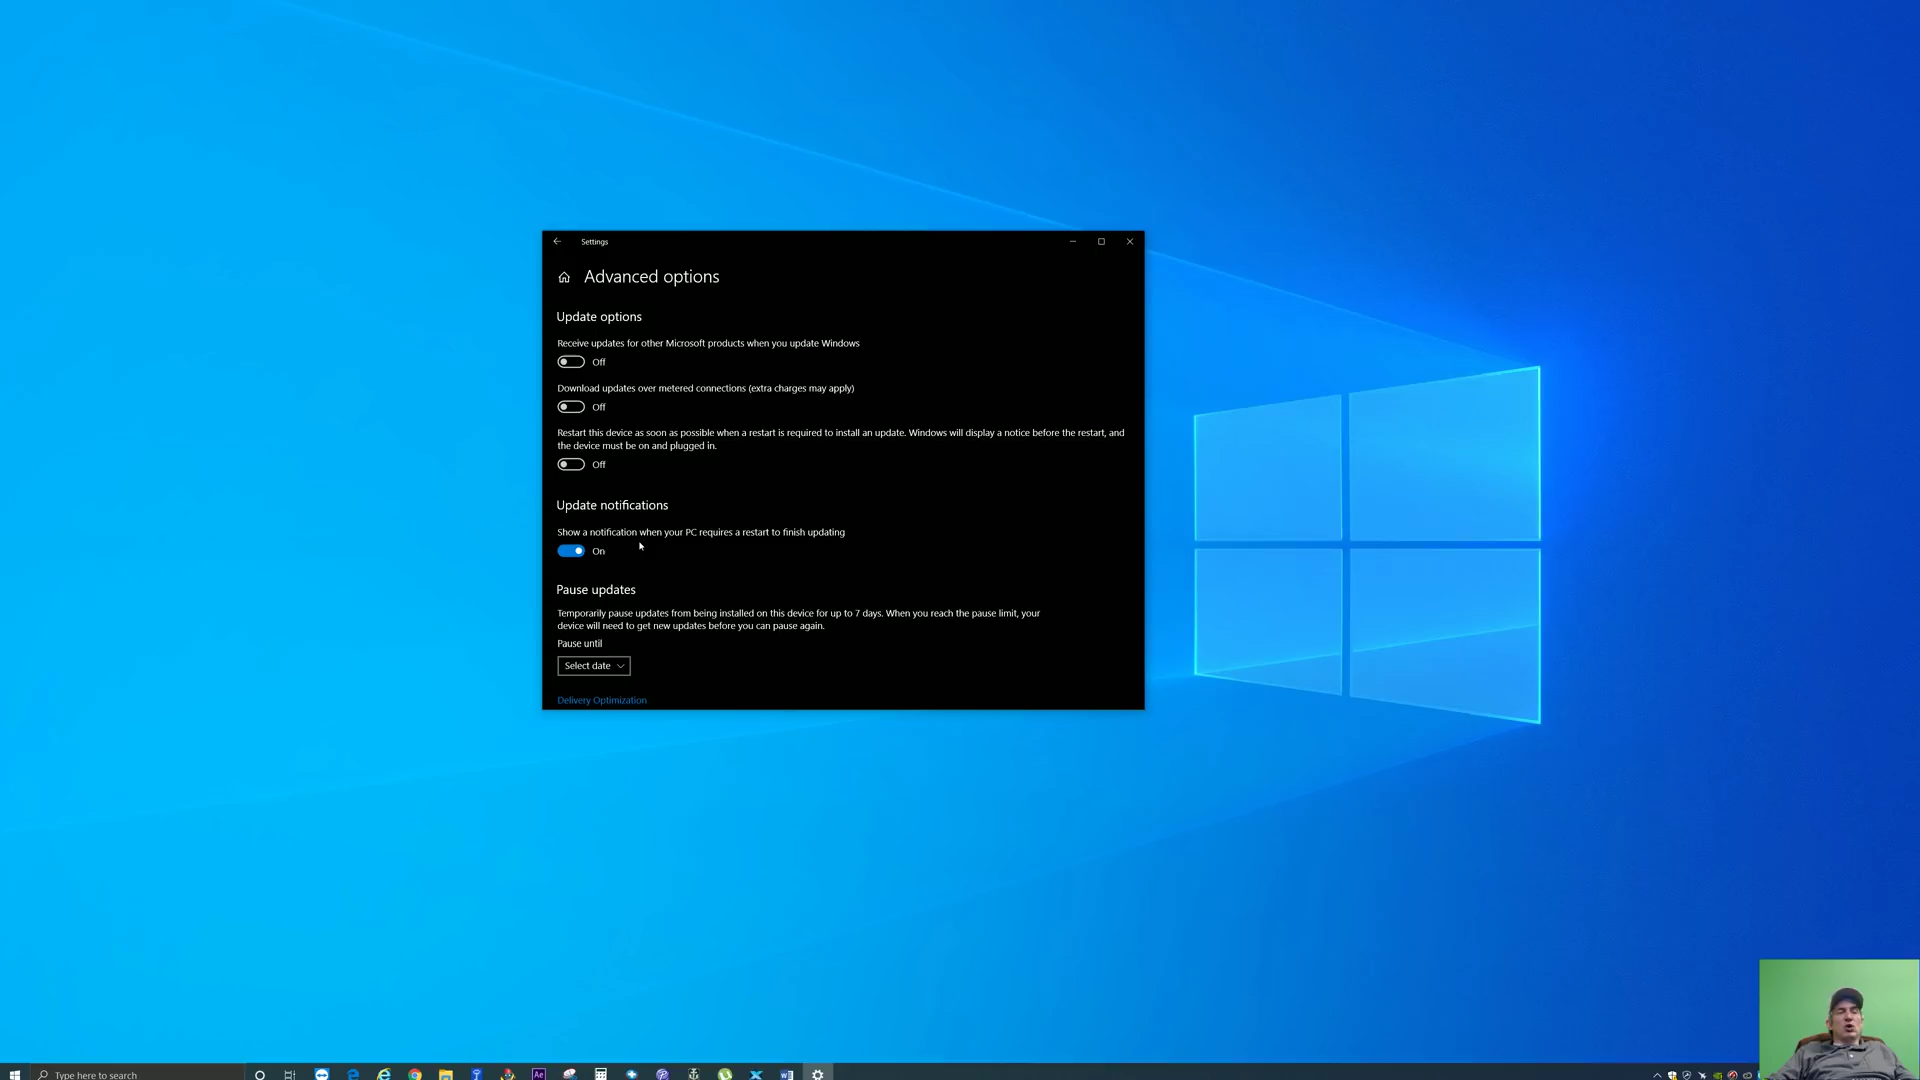 Settings
Advanced options
Update options
Receive updates for other Microsoft products when you update Windows
Off
Download updates over metered connections (extra charges may apply)
Off
Restart this device as soon as possible when a restart is required to install an update. Windows will display a notice before the restart, and
the device must be on and plugged in.
Off
Update notifications
Show a notification when your PC requires a restart to finish updating
On
Pause updates
Temporarily pause updates from being installed on this device for up to 7 days. When you reach the pause limit, your
device will need to get new updates before you can pause again.
Pause until
Select date
Delivery Optimization
Type here to search
Ae